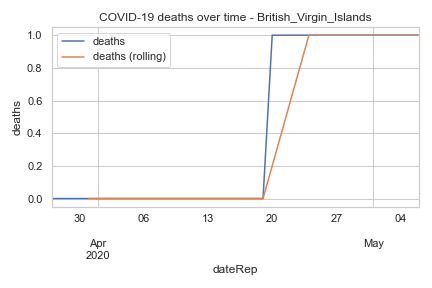 COVID-19 deaths over time - British_Virgin_Islands
deaths
deaths (rolling)
1.0
0.8
0.6
0.4
0.2
0.0
deaths
30 06 13 20 27 04
Apr May
2020
dateRep